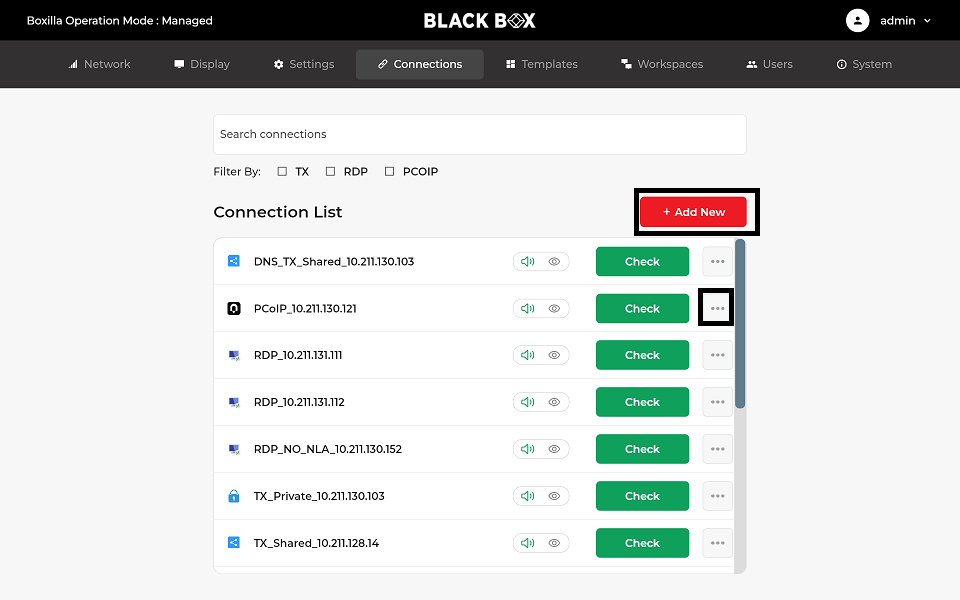 Boxilla Operation Mode : Managed
BLACK BOX
admin
Network Display Settings Connections Templates Workspaces Users System
Search connections
Filter By: TX RDP PCOIP
Connection List
+ Add New
DNS_TX_Shared_10.211.130.103 Check
PCoIP_10.211.130.121 Check
RDP_10.211.131.111 Check
RDP_10.211.131.112 Check
RDP_NO_NLA_10.211.130.152 Check
TX_Private_10.211.130.103 Check
TX_Shared_10.211.128.14 Check